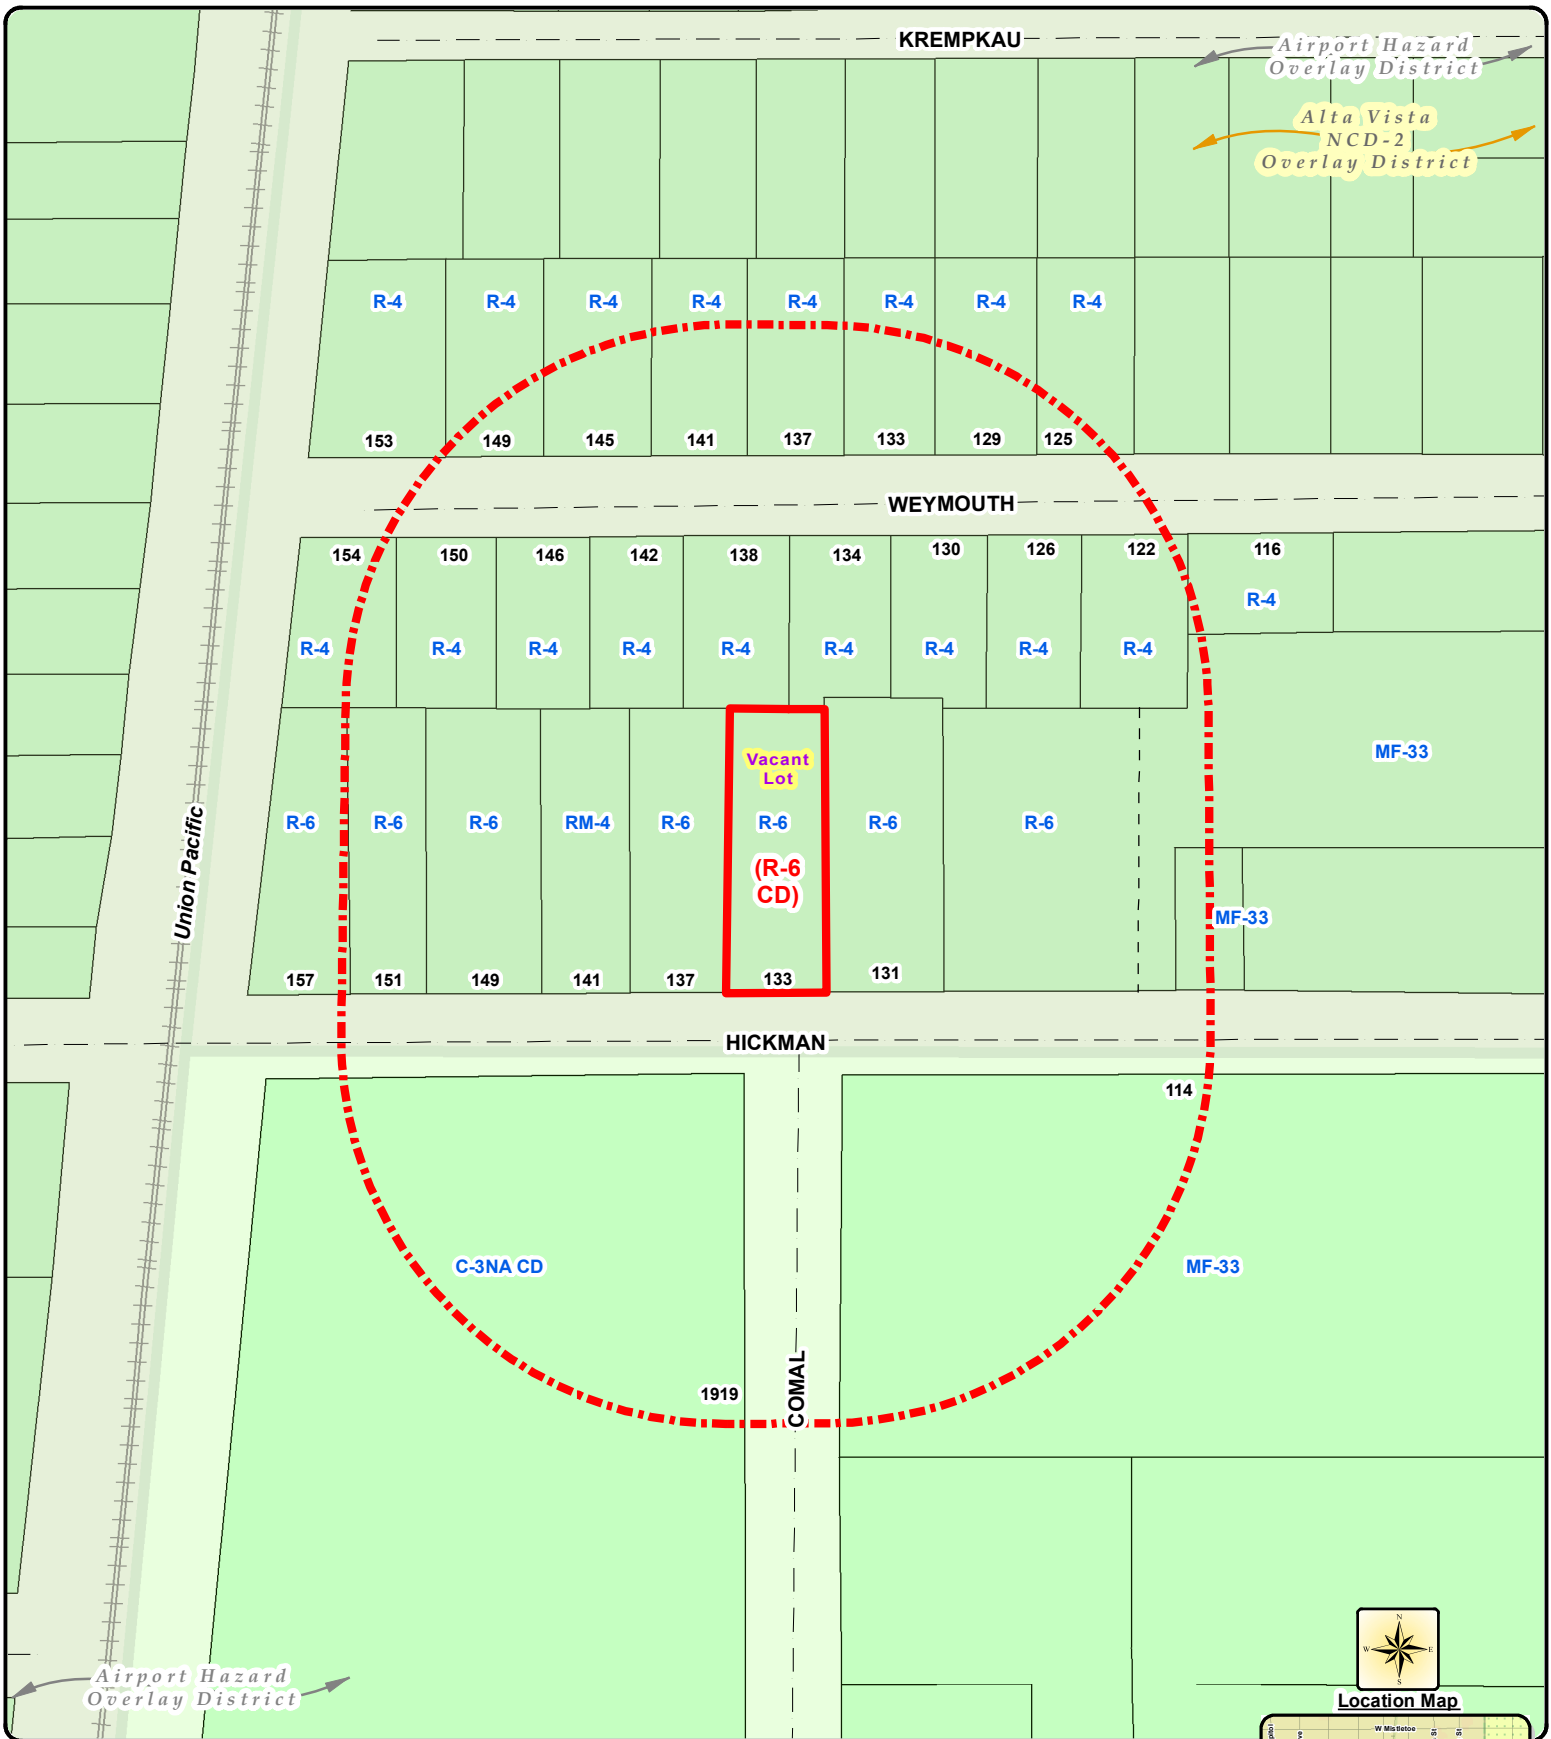 KREMPKAU
Airport Hazard
Overlay District
Alta Vista
NCD-2
Overlay District
R-4 R-4 R-4 R-4 R-4 R-4 R-4 R-4
153 149 145 141 137 133 129 125
WEYMOUTH
154 150 146 142 138 134 130 126 122 116
R-4
R-4 R-4 R-4 R-4 R-4 R-4 R-4 R-4 R-4
MF-33
Vacant
Lot
R-6 R-6 R-6 RM-4 R-6 R-6 R-6 R-6
(R-6
CD)
Union Pacific
MF-33
157 151 149 141 137 133 131
HICKMAN
114
C-3NA CD
MF-33
1919
COMAL
Airport Hazard
Overlay District
N
W E
S
Location Map
W Mistletoe
St
St